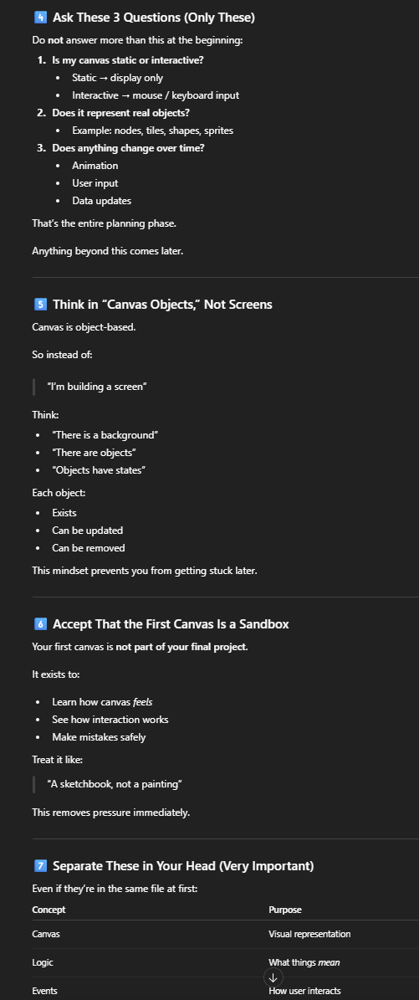 4 Ask These 3 Questions (Only These)
Do not answer more than this at the beginning:
1. Is my canvas static or interactive?
• Static → display only
• Interactive → mouse / keyboard input
2. Does it represent real objects?
• Example: nodes, tiles, shapes, sprites
3. Does anything change over time?
• Animation
• User input
• Data updates
That's the entire planning phase.
Anything beyond this comes later.
5 Think in “Canvas Objects,” Not Screens
Canvas is object-based.
So instead of:
“I'm building a screen”
Think:
• “There is a background”
• “There are objects”
• “Objects have states”
Each object:
• Exists
• Can be updated
• Can be removed
This mindset prevents you from getting stuck later.
6 Accept That the First Canvas Is a Sandbox
Your first canvas is not part of your final project.
It exists to:
• Learn how canvas feels
• See how interaction works
• Make mistakes safely
Treat it like:
“A sketchbook, not a painting”
This removes pressure immediately.
7 Separate These in Your Head (Very Important)
Even if they're in the same file at first:
Concept Purpose
Canvas Visual representation
Logic What things mean
Events How user interacts